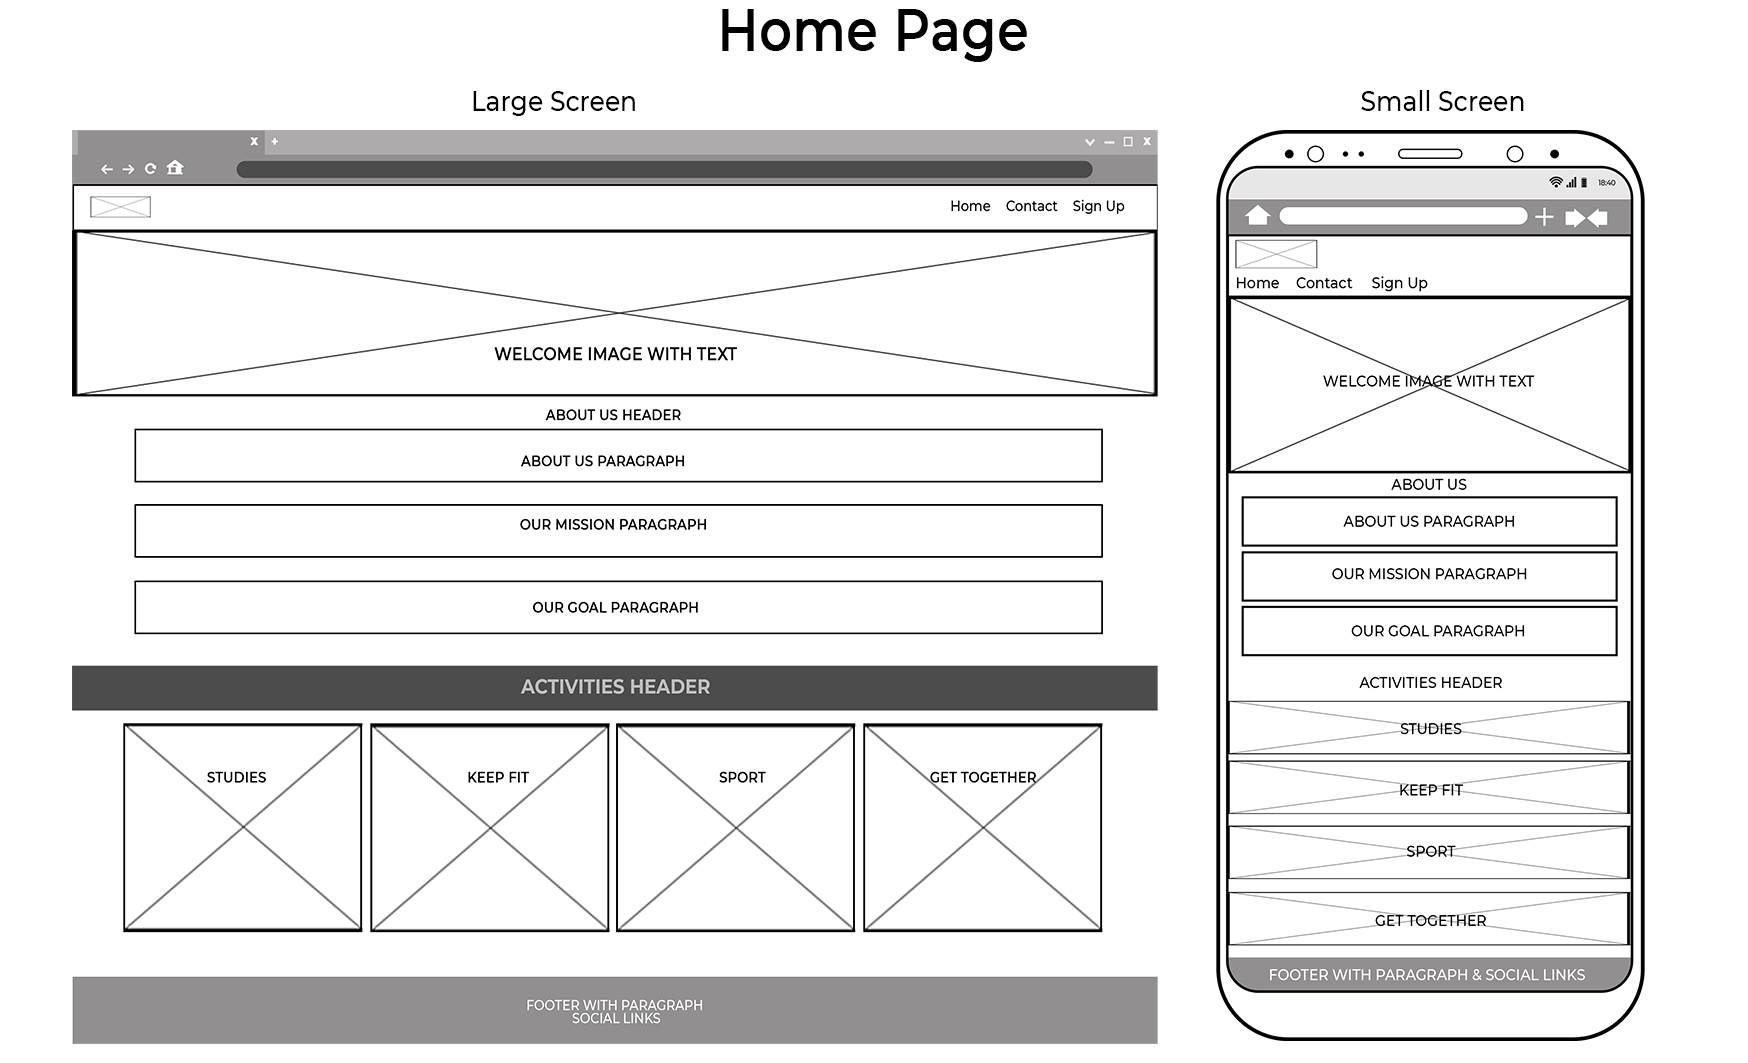 Home Page
Large Screen
x +
x
Home Contact Sign Up
WELCOME IMAGE WITH TEXT
ABOUT US HEADER
ABOUT US PARAGRAPH
OUR MISSION PARAGRAPH
OUR GOAL PARAGRAPH
ACTIVITIES HEADER
STUDIES KEEP FIT SPORT GET TOGETHER
FOOTER WITH PARAGRAPH
SOCIAL LINKS
Small Screen
18:40
Home Contact Sign Up
WELCOME IMAGE WITH TEXT
ABOUT US
ABOUT US PARAGRAPH
OUR MISSION PARAGRAPH
OUR GOAL PARAGRAPH
ACTIVITIES HEADER
STUDIES
KEEP FIT
SPORT
GET TOGETHER
FOOTER WITH PARAGRAPH & SOCIAL LINKS